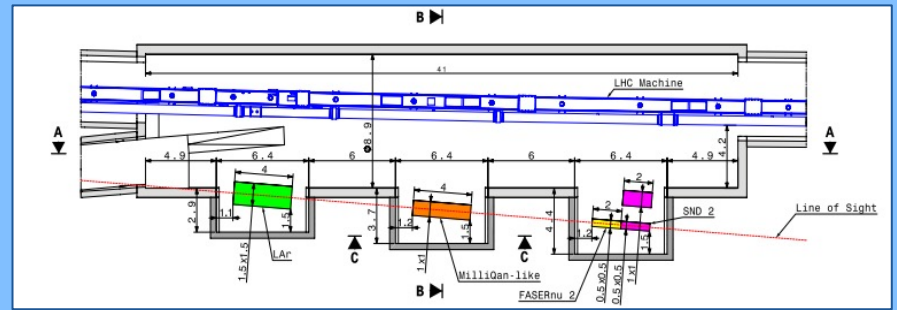 B
41
LHC Machine
A
A
8.9
4.2
4.9
6.4
6
6.4
6
6.4
4.9
4
4
2
2
2.9
1.1
1.5
3.7
1.2
1.5
4.4
1.2
1.5
SND 2
Line of Sight
LAr
C
C
MilliQan-like
1.5x1.5
1x1
0.5x0.5
0.5x0.5
1x1
B
FASERnu 2